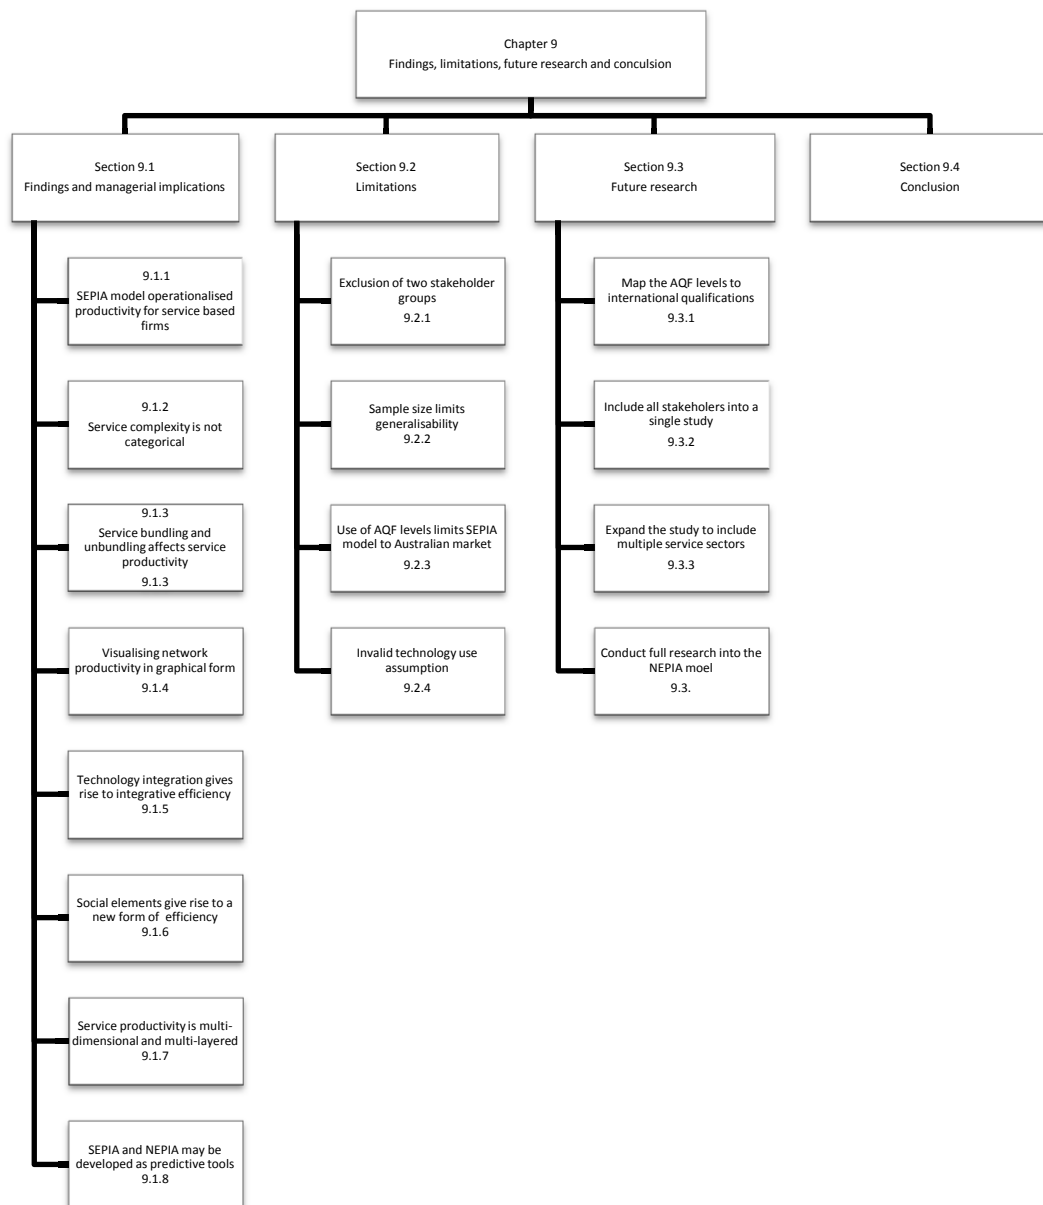 Chapter 9
Findings, limitations, future research and conculsion
Section 9.1
Findings and managerial implications
Section 9.2
Limitations
Section 9.3
Future research
Section 9.4
Conclusion
9.1.1
SEPIA model operationalised
productivity for service based
firms
9.1.2
Service complexity is not
categorical
9.1.3
Service bundling and
unbundling affects service
productivity
9.1.3
Visualising network
productivity in graphical form
9.1.4
Technology integration gives
rise to integrative efficiency
9.1.5
Social elements give rise to a
new form of efficiency
9.1.6
Service productivity is multi-
dimensional and multi-layered
9.1.7
SEPIA and NEPIA may be
developed as predictive tools
9.1.8
Exclusion of two stakeholder
groups
9.2.1
Sample size limits
generalisability
9.2.2
Use of AQF levels limits SEPIA
model to Australian market
9.2.3
Invalid technology use
assumption
9.2.4
Map the AQF levels to
international qualifications
9.3.1
Include all stakeholers into a
single study
9.3.2
Expand the study to include
multiple service sectors
9.3.3
Conduct full research into the
NEPIA moel
9.3.